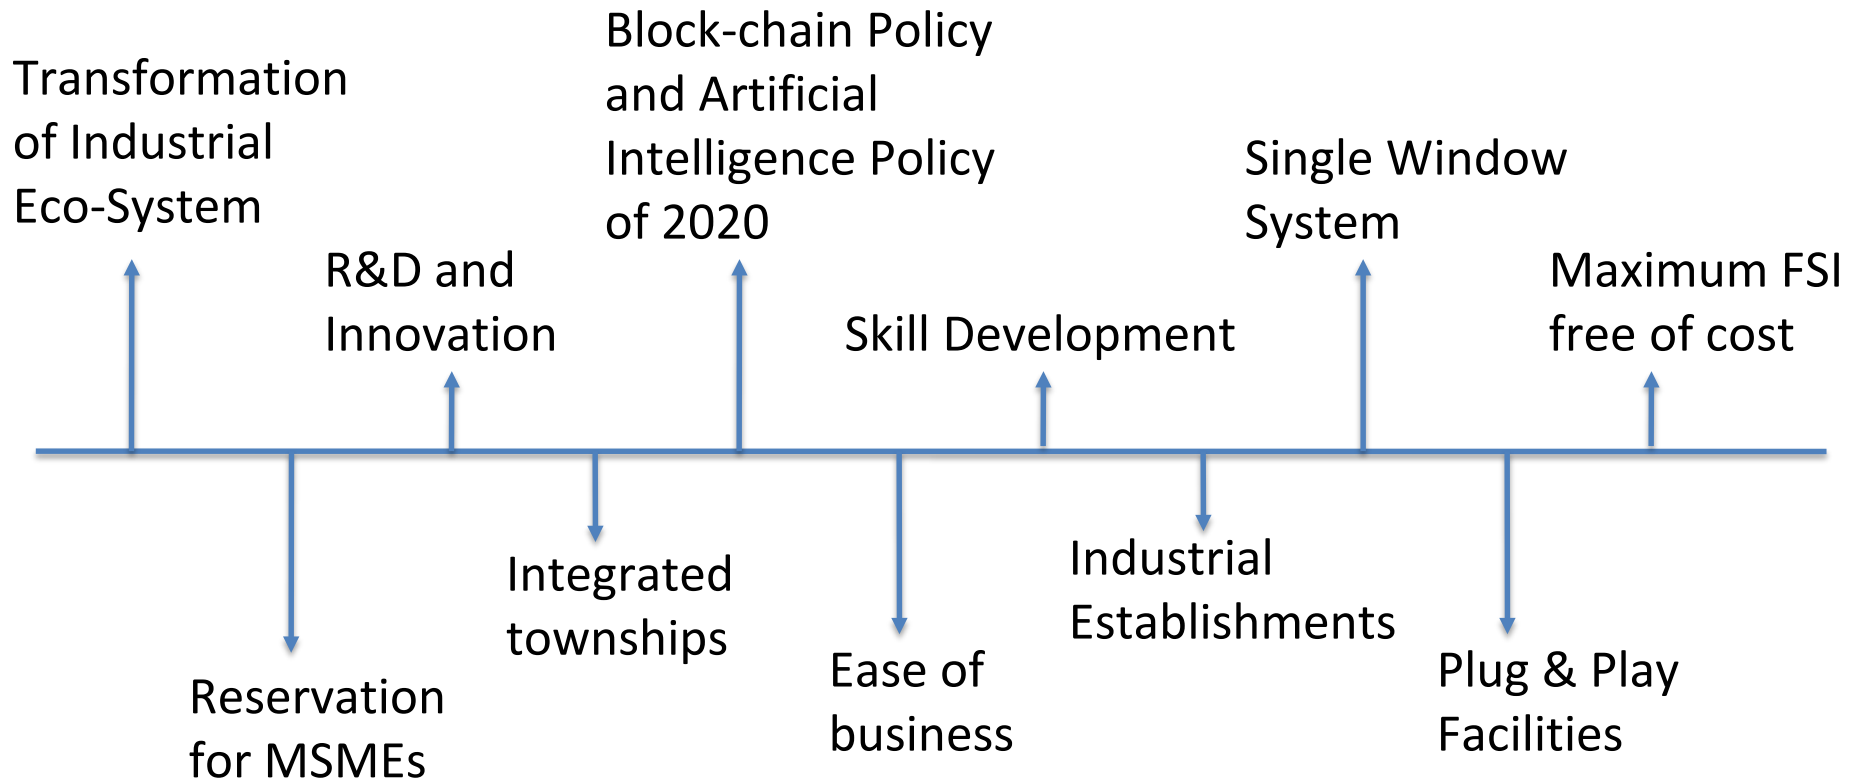 Transformation
of Industrial
Eco-System
Reservation
for MSMEs
R&D and
Innovation
Integrated
townships
Block-chain Policy
and Artificial
Intelligence Policy
of 2020
Ease of
business
Skill Development
Industrial
Establishments
Single Window
System
Plug & Play
Facilities
Maximum FSI
free of cost